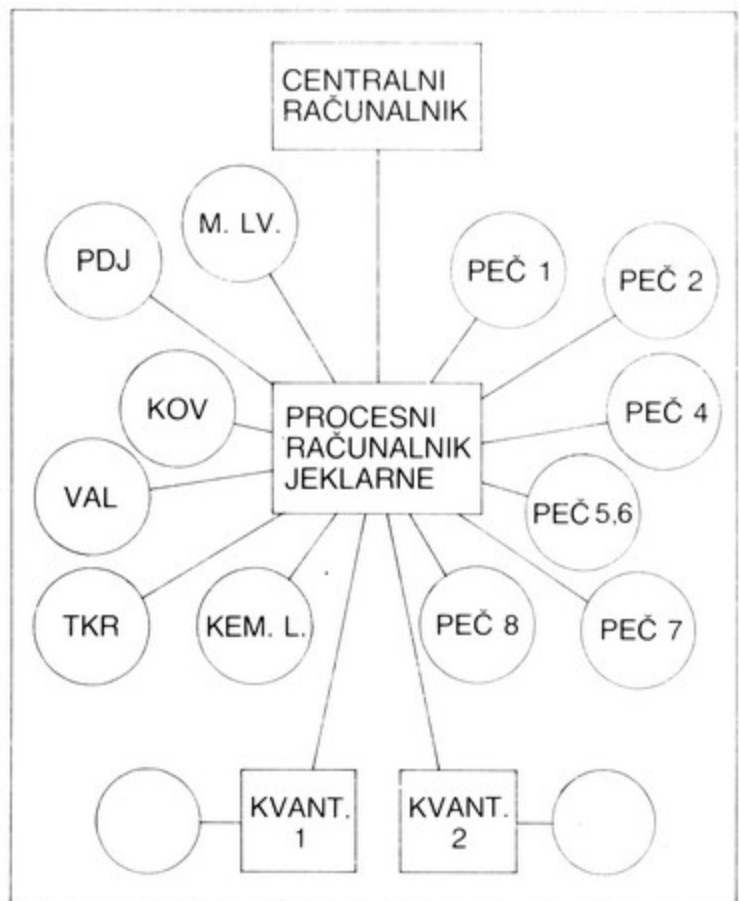 CENTRALNI
RAČUNALNIK
M. LV.
PDJ
PEČ 1
PEČ 2
KOV
PROCESNI
RAČUNALNIK
JEKLARNE
PEČ 4
VAL
PEČ 5,6
TKR
KEM. L.
PEČ 8
PEČ 7
KVANT.
1
KVANT.
2